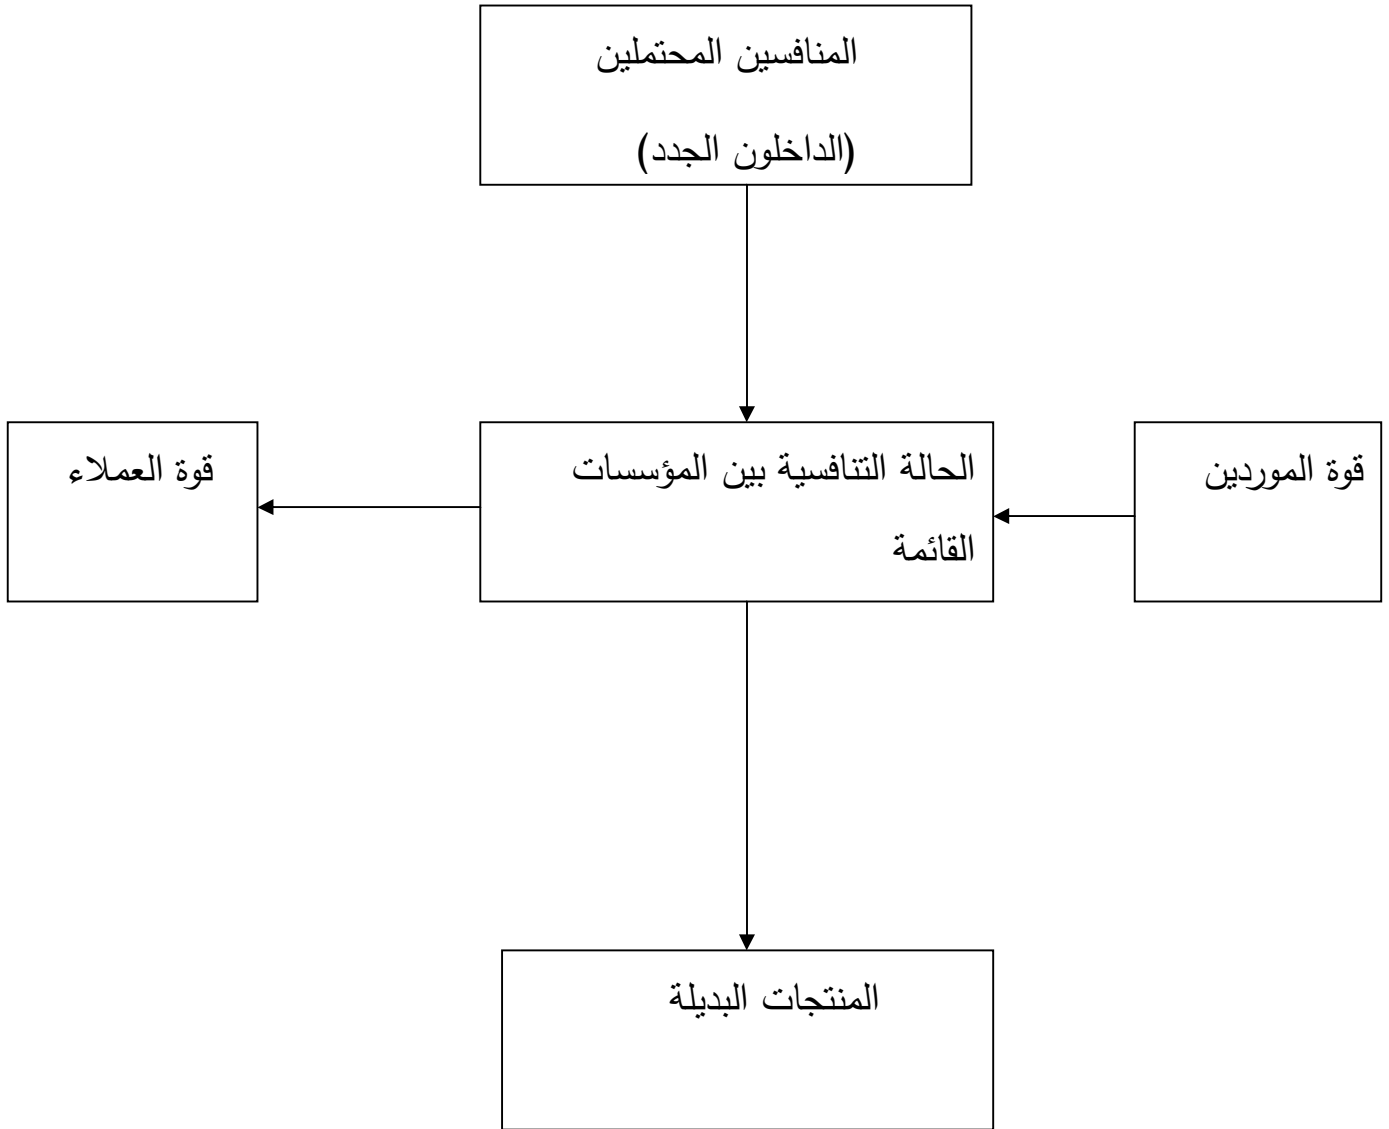 المنافسين المحتملين
(الداخلون الجدد)
قوة الموردين
الحالة التنافسية بين المؤسسات
القائمة
قوة العملاء
المنتجات البديلة